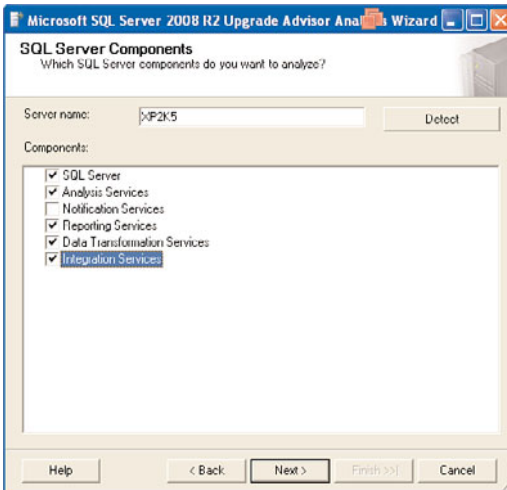 Microsoft SQL Server 2008 R2 Upgrade Advisor Ana s Wizard
SQL Server Components
Which SQL Server components do you want to analyze?
Server name:
XP2K5
Detect
Components:
SQL Server
Analysis Services
Notification Services
Reporting Services
Data Transformation Services
Integration Services
Help
< Back
Next >
Finish >>|
Cancel